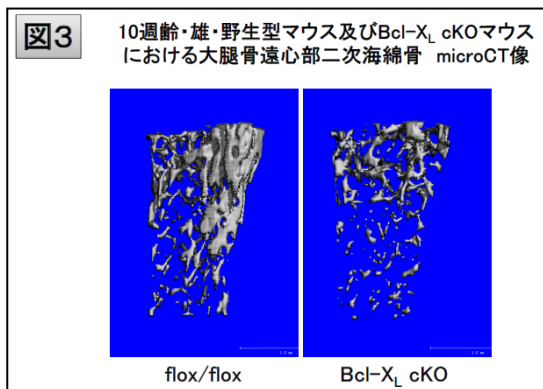 図3
10週齢・雄・野生型マウス及びBcl-XL cKOマウス
における大腿骨遠心部二次海綿骨 microCT像
flox/flox
Bcl-XL cKO